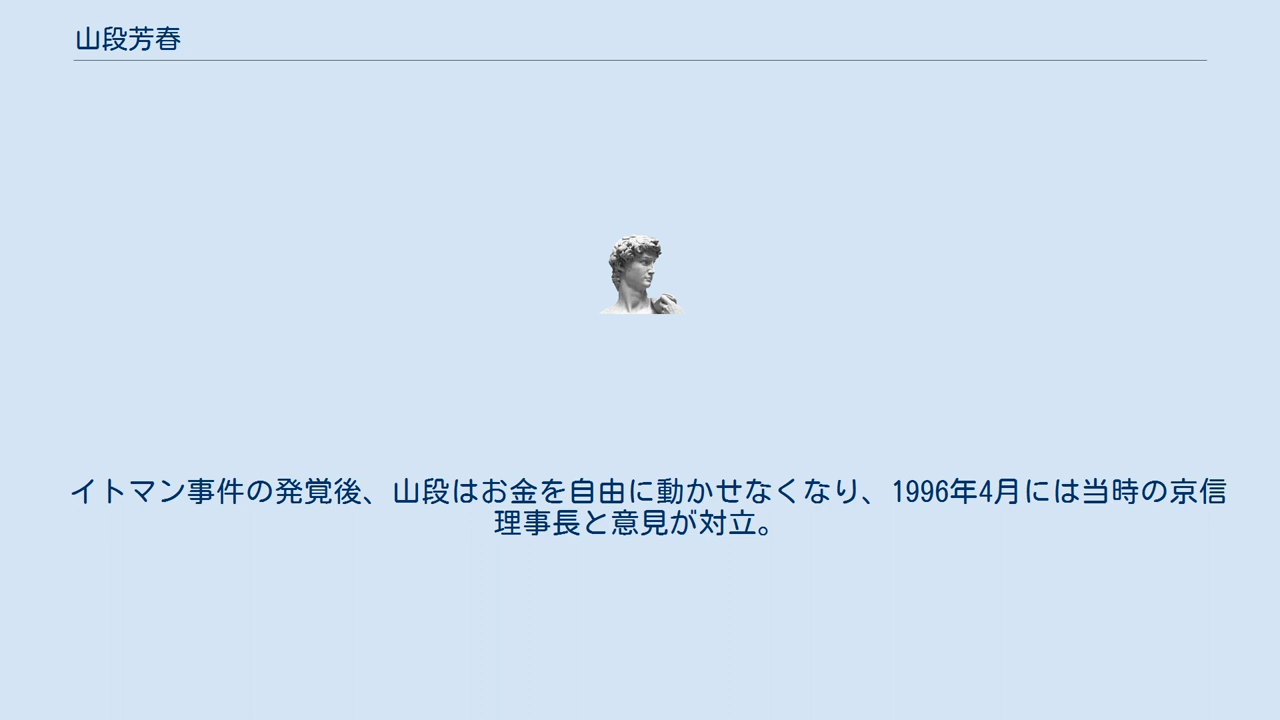 山段芳春
イトマン事件の発覚後、山段はお金を自由に動かせなくなり、1996年4月には当時の京信
理事長と意見が対立。